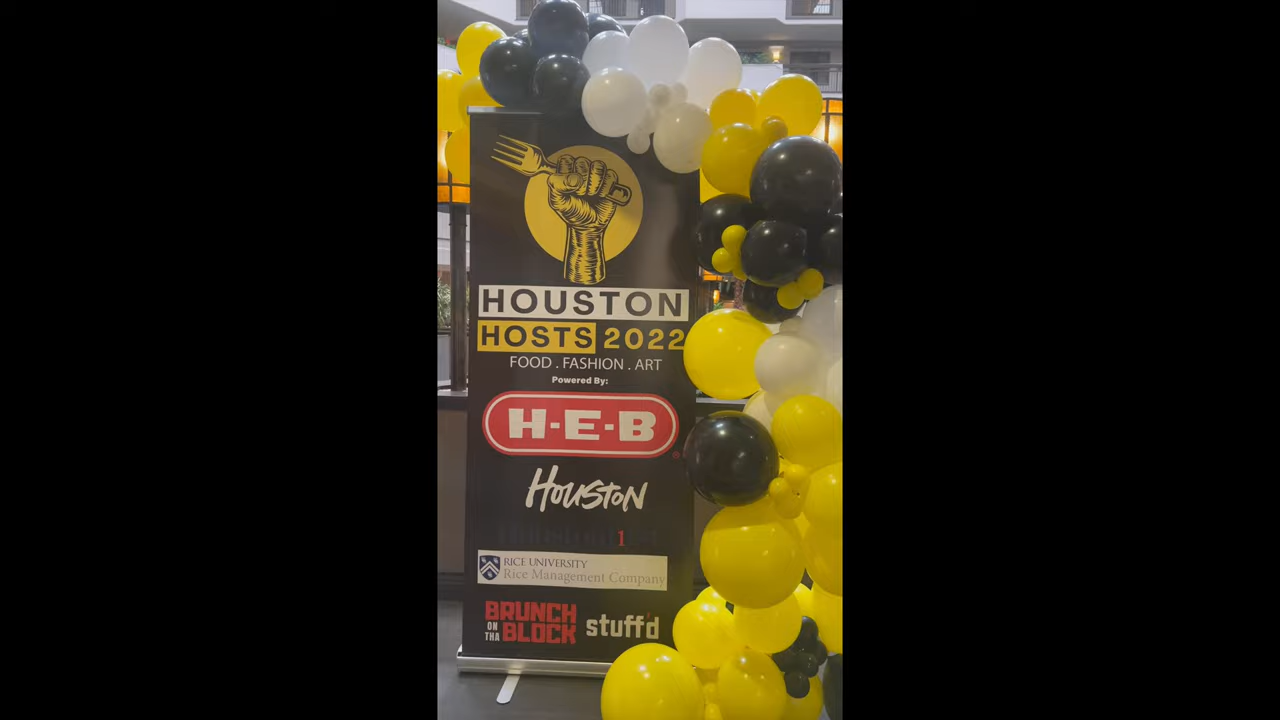 HOUSTON
HOSTS 2022
FOOD . FASHION . ART
Powered By:
H-E-B®
HOUSTON
1
RICE UNIVERSITY
Rice Management Company
BRUNCH
ON THA
BLOCK
stuff'd